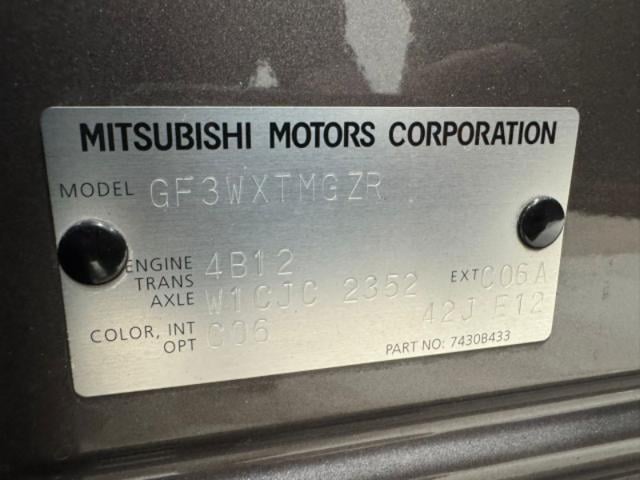 MITSUBISHI MOTORS CORPORATION
MODEL GF3WXTMGZR
ENGINE 4B12
TRANS
AXLE W1CJC 2352 EXT C06A
COLOR, INT C06 42J E12
OPT
PART NO: 7430B433